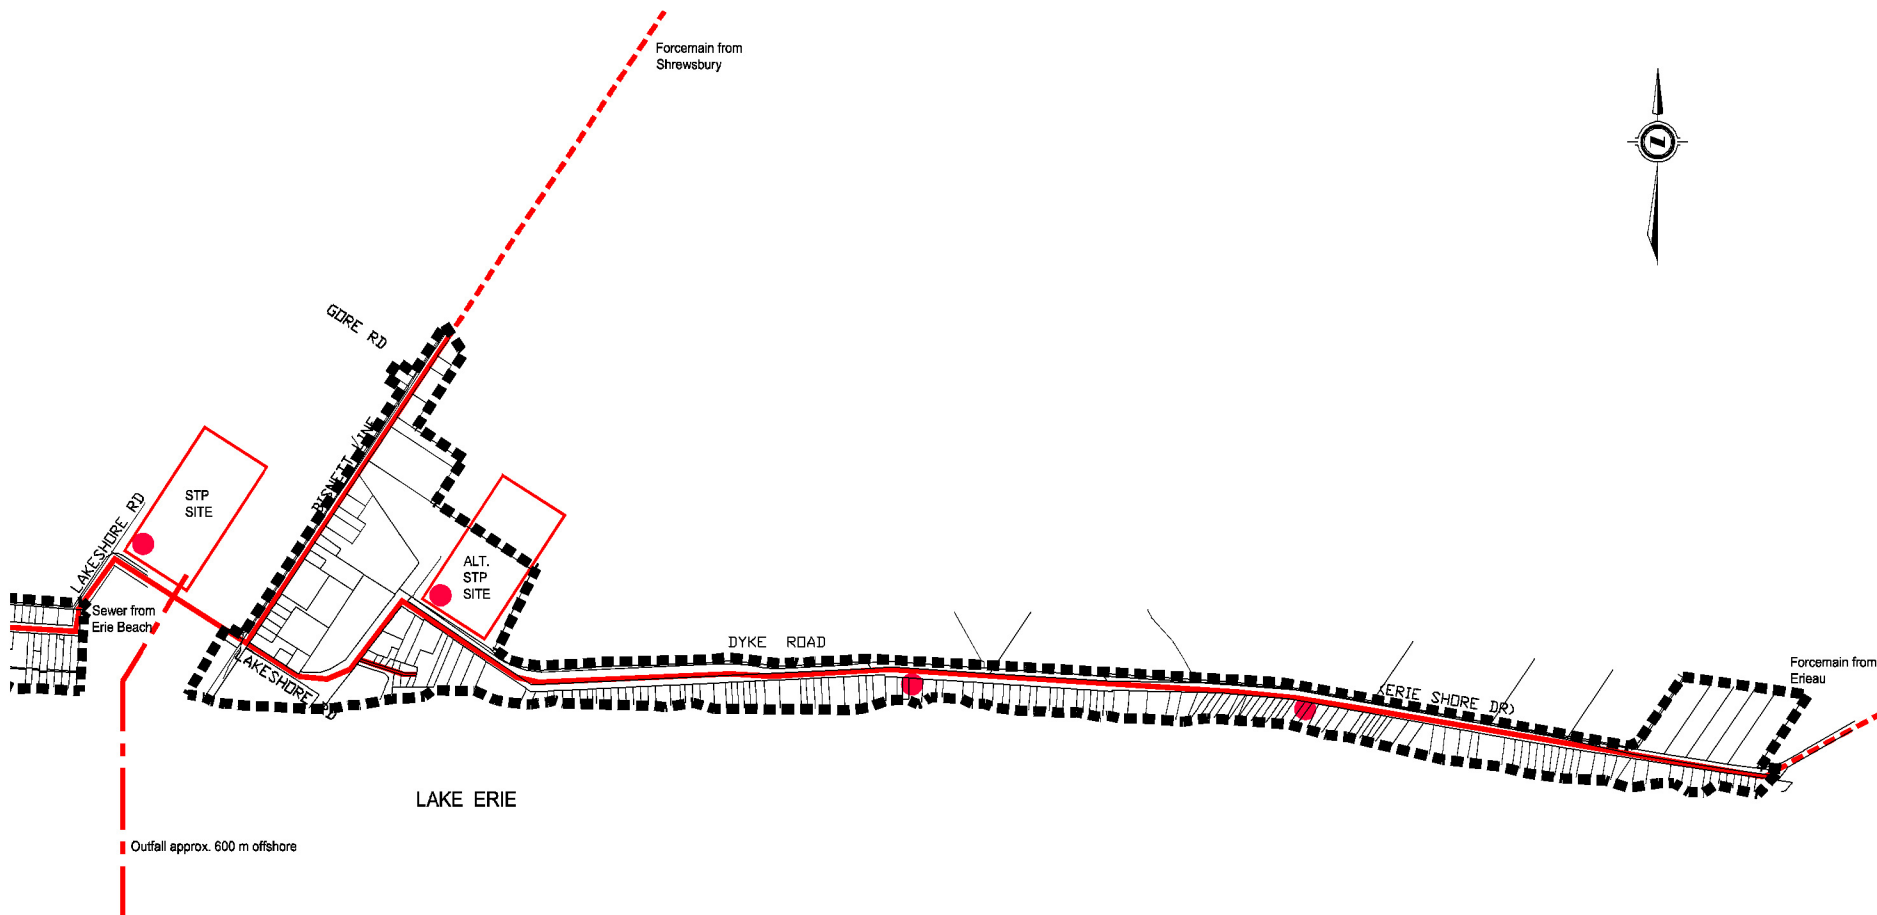 Forcemain from
Shrewsbury
N
GORE RD
BISNETT LINE
LAKESHORE RD
STP
SITE
ALT.
STP
SITE
Sewer from
Erie Beach
LAKESHORE RD
DYKE ROAD
(ERIE SHORE DR)
Forcemain from
Erieau
LAKE ERIE
Outfall approx. 600 m offshore